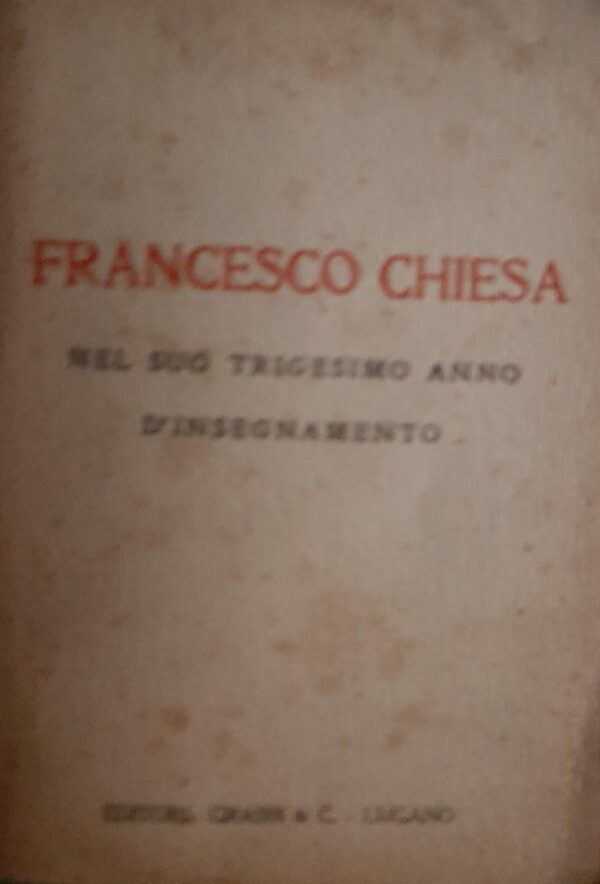 FRANCESCO CHIESA
NEL SUO TRIGESIMO ANNO
D'INSEGNAMENTO
EDITORI GRASSI & C. - LUGANO